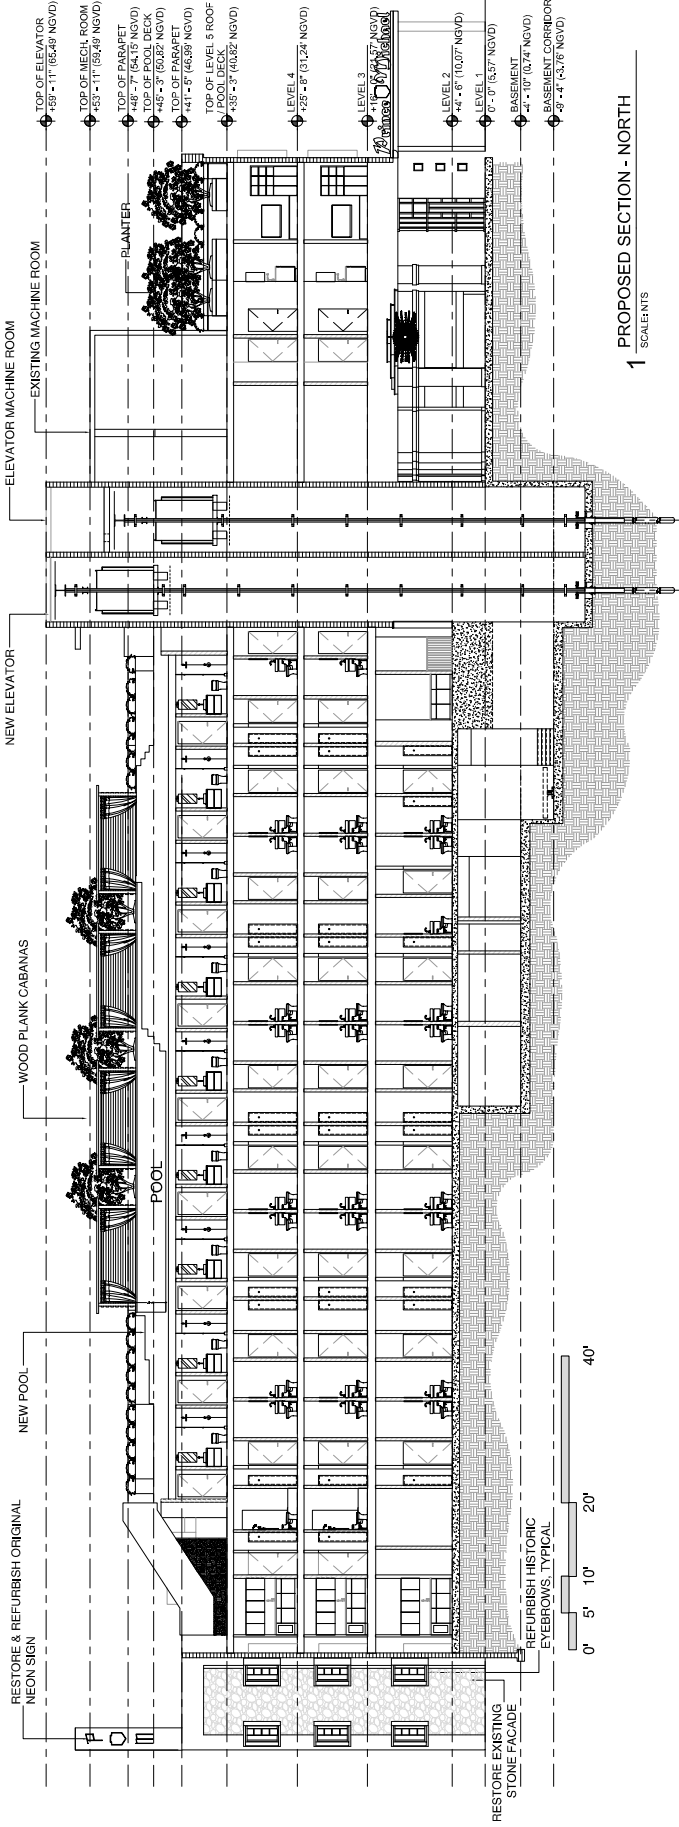 TOP OF ELEVATOR
+59' - 11" (65.49' NGVD)
TOP OF MECH. ROOM
+53' - 11" (59.49' NGVD)
TOP OF PARAPET
+48' - 7" (54.15' NGVD)
TOP OF POOL DECK
+45' - 3" (50.82' NGVD)
TOP OF PARAPET
+41' - 5" (46.99' NGVD)
TOP OF LEVEL 5 ROOF
/ POOL DECK
+35' - 3" (40.82' NGVD)
LEVEL 4
+25' - 8" (31.24' NGVD)
LEVEL 3
LEVEL 2
+4' - 6" (10.07' NGVD)
LEVEL 1
0' - 0" (5.57' NGVD)
BASEMENT
-4' - 10" (0.74' NGVD)
BASEMENT CORRIDOR
-9' - 4" (-3.76' NGVD)
Prince Michael
RESTORE & REFURBISH ORIGINAL
NEON SIGN
NEW POOL
WOOD PLANK CABANAS
NEW ELEVATOR
ELEVATOR MACHINE ROOM
EXISTING MACHINE ROOM
PLANTER
POOL
RESTORE EXISTING
STONE FACADE
REFURBISH HISTORIC
EYEBROWS, TYPICAL
0' 5' 10' 20' 40'
1 PROPOSED SECTION - NORTH
SCALE: NTS